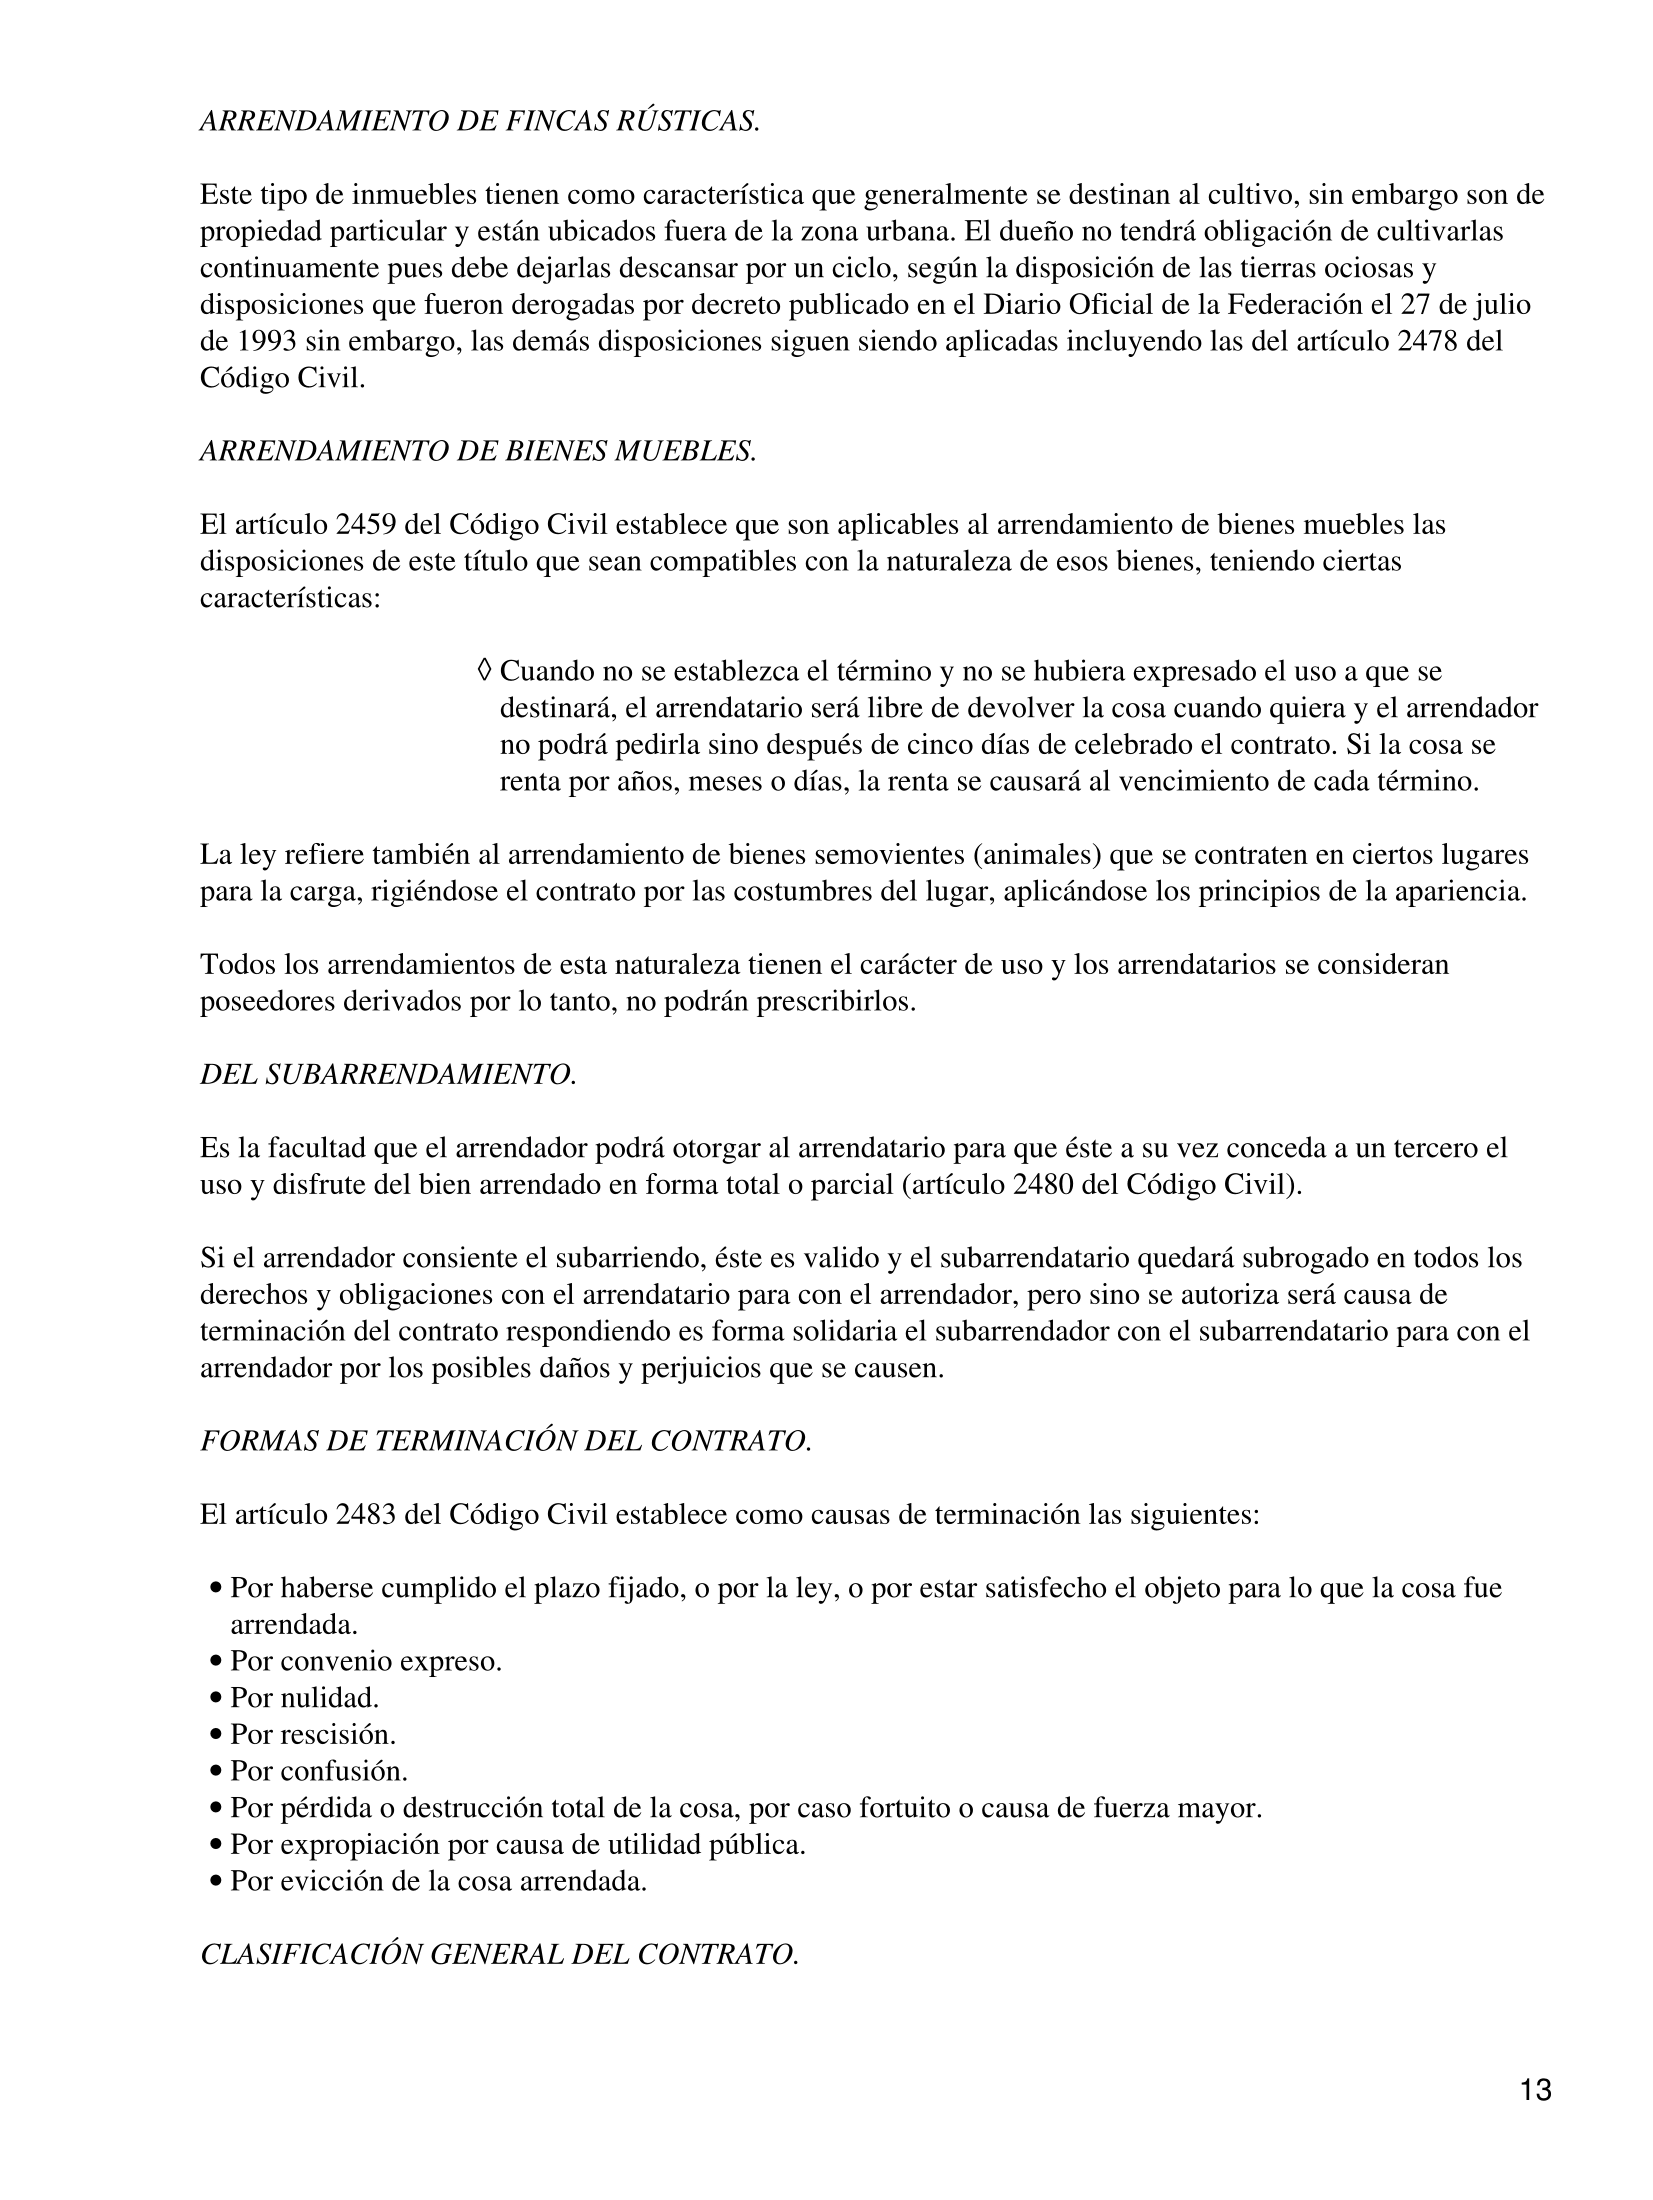 ARRENDAMIENTO DE FINCAS RÚSTICAS.
Este tipo de inmuebles tienen como característica que generalmente se destinan al cultivo, sin embargo son de
propiedad particular y están ubicados fuera de la zona urbana. El dueño no tendrá obligación de cultivarlas
continuamente pues debe dejarlas descansar por un ciclo, según la disposición de las tierras ociosas y
disposiciones que fueron derogadas por decreto publicado en el Diario Oficial de la Federación el 27 de julio
de 1993 sin embargo, las demás disposiciones siguen siendo aplicadas incluyendo las del artículo 2478 del
Código Civil.
ARRENDAMIENTO DE BIENES MUEBLES.
El artículo 2459 del Código Civil establece que son aplicables al arrendamiento de bienes muebles las
disposiciones de este título que sean compatibles con la naturaleza de esos bienes, teniendo ciertas
características:
◊ Cuando no se establezca el término y no se hubiera expresado el uso a que se
destinará, el arrendatario será libre de devolver la cosa cuando quiera y el arrendador
no podrá pedirla sino después de cinco días de celebrado el contrato. Si la cosa se
renta por años, meses o días, la renta se causará al vencimiento de cada término.
La ley refiere también al arrendamiento de bienes semovientes (animales) que se contraten en ciertos lugares
para la carga, rigiéndose el contrato por las costumbres del lugar, aplicándose los principios de la apariencia.
Todos los arrendamientos de esta naturaleza tienen el carácter de uso y los arrendatarios se consideran
poseedores derivados por lo tanto, no podrán prescribirlos.
DEL SUBARRENDAMIENTO.
Es la facultad que el arrendador podrá otorgar al arrendatario para que éste a su vez conceda a un tercero el
uso y disfrute del bien arrendado en forma total o parcial (artículo 2480 del Código Civil).
Si el arrendador consiente el subarriendo, éste es valido y el subarrendatario quedará subrogado en todos los
derechos y obligaciones con el arrendatario para con el arrendador, pero sino se autoriza será causa de
terminación del contrato respondiendo es forma solidaria el subarrendador con el subarrendatario para con el
arrendador por los posibles daños y perjuicios que se causen.
FORMAS DE TERMINACIÓN DEL CONTRATO.
El artículo 2483 del Código Civil establece como causas de terminación las siguientes:
• Por haberse cumplido el plazo fijado, o por la ley, o por estar satisfecho el objeto para lo que la cosa fue
arrendada.
• Por convenio expreso.
• Por nulidad.
• Por rescisión.
• Por confusión.
• Por pérdida o destrucción total de la cosa, por caso fortuito o causa de fuerza mayor.
• Por expropiación por causa de utilidad pública.
• Por evicción de la cosa arrendada.
CLASIFICACIÓN GENERAL DEL CONTRATO.
13